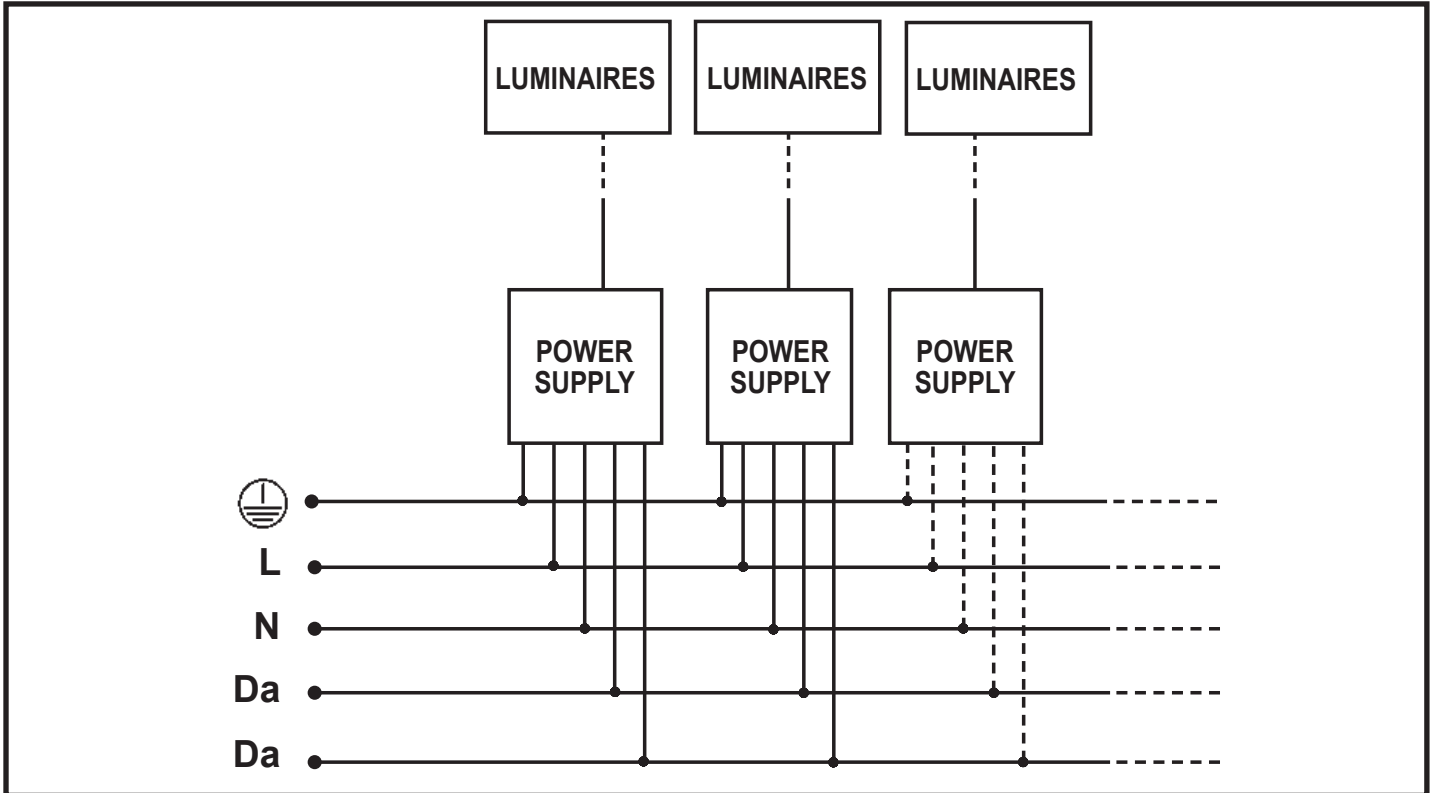 LUMINAIRES LUMINAIRES LUMINAIRES
POWER SUPPLY
POWER SUPPLY
POWER SUPPLY
L
N
Da
Da